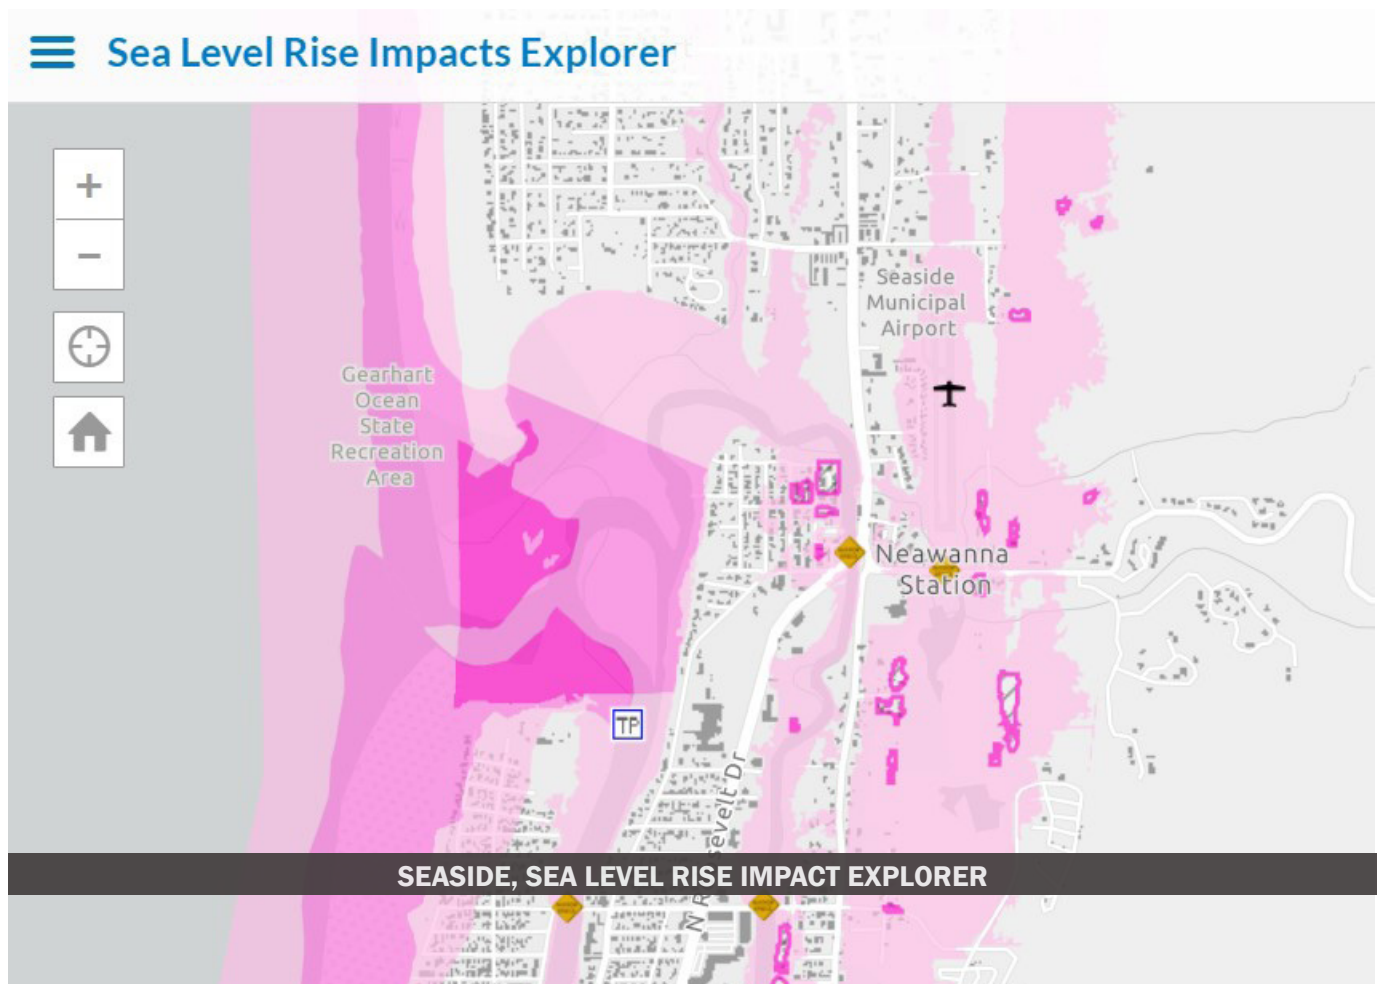 Sea Level Rise Impacts Explorer
+
−
Seaside
Municipal
Airport
Gearhart
Ocean
State
Recreation
Area
Neawanna
Station
TP
SEASIDE, SEA LEVEL RISE IMPACT EXPLORER